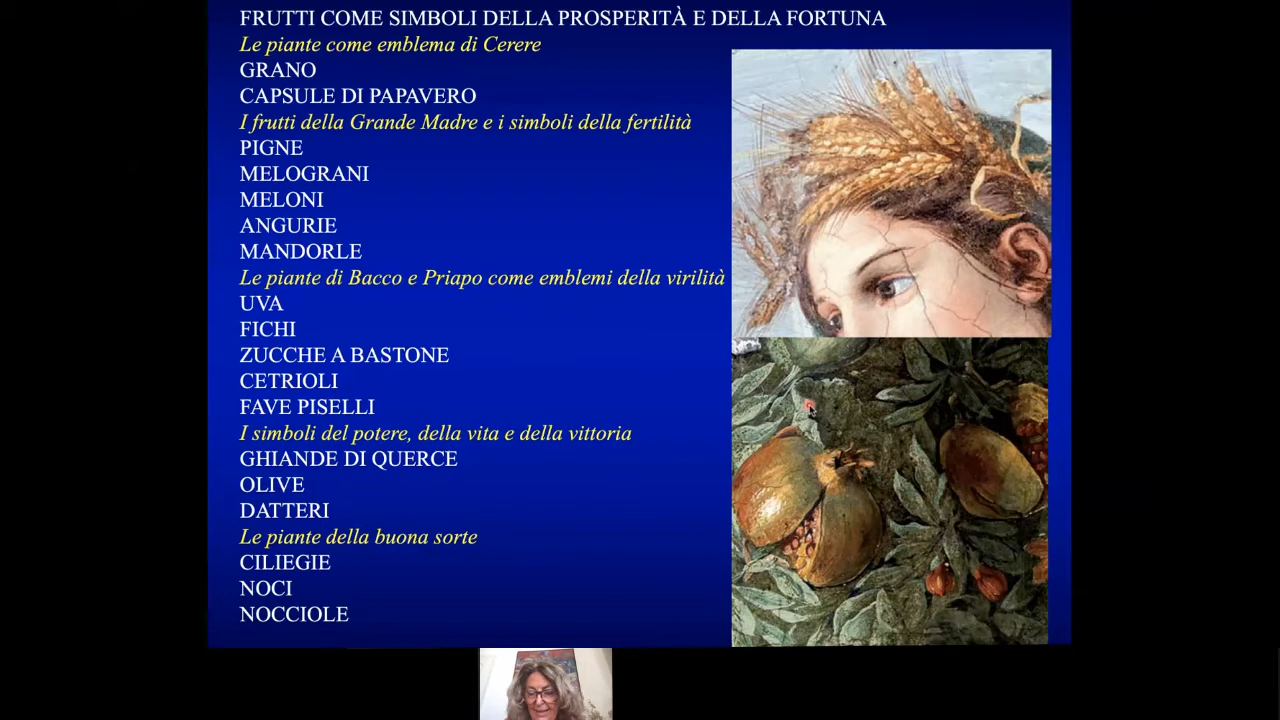 FRUTTI COME SIMBOLI DELLA PROSPERITÀ E DELLA FORTUNA
Le piante come emblema di Cerere
GRANO
CAPSULE DI PAPAVERO
I frutti della Grande Madre e i simboli della fertilità
PIGNE
MELOGRANI
MELONI
ANGURIE
MANDORLE
Le piante di Bacco e Priapo come emblemi della virilità
UVA
FICHI
ZUCCHE A BASTONE
CETRIOLI
FAVE PISELLI
I simboli del potere, della vita e della vittoria
GHIANDE DI QUERCE
OLIVE
DATTERI
Le piante della buona sorte
CILIEGIE
NOCI
NOCCIOLE